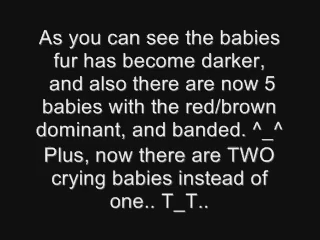 As you can see the babies
fur has become darker,
and also there are now 5
babies with the red/brown
dominant, and banded. ^_^
Plus, now there are TWO
crying babies instead of
one.. T_T..